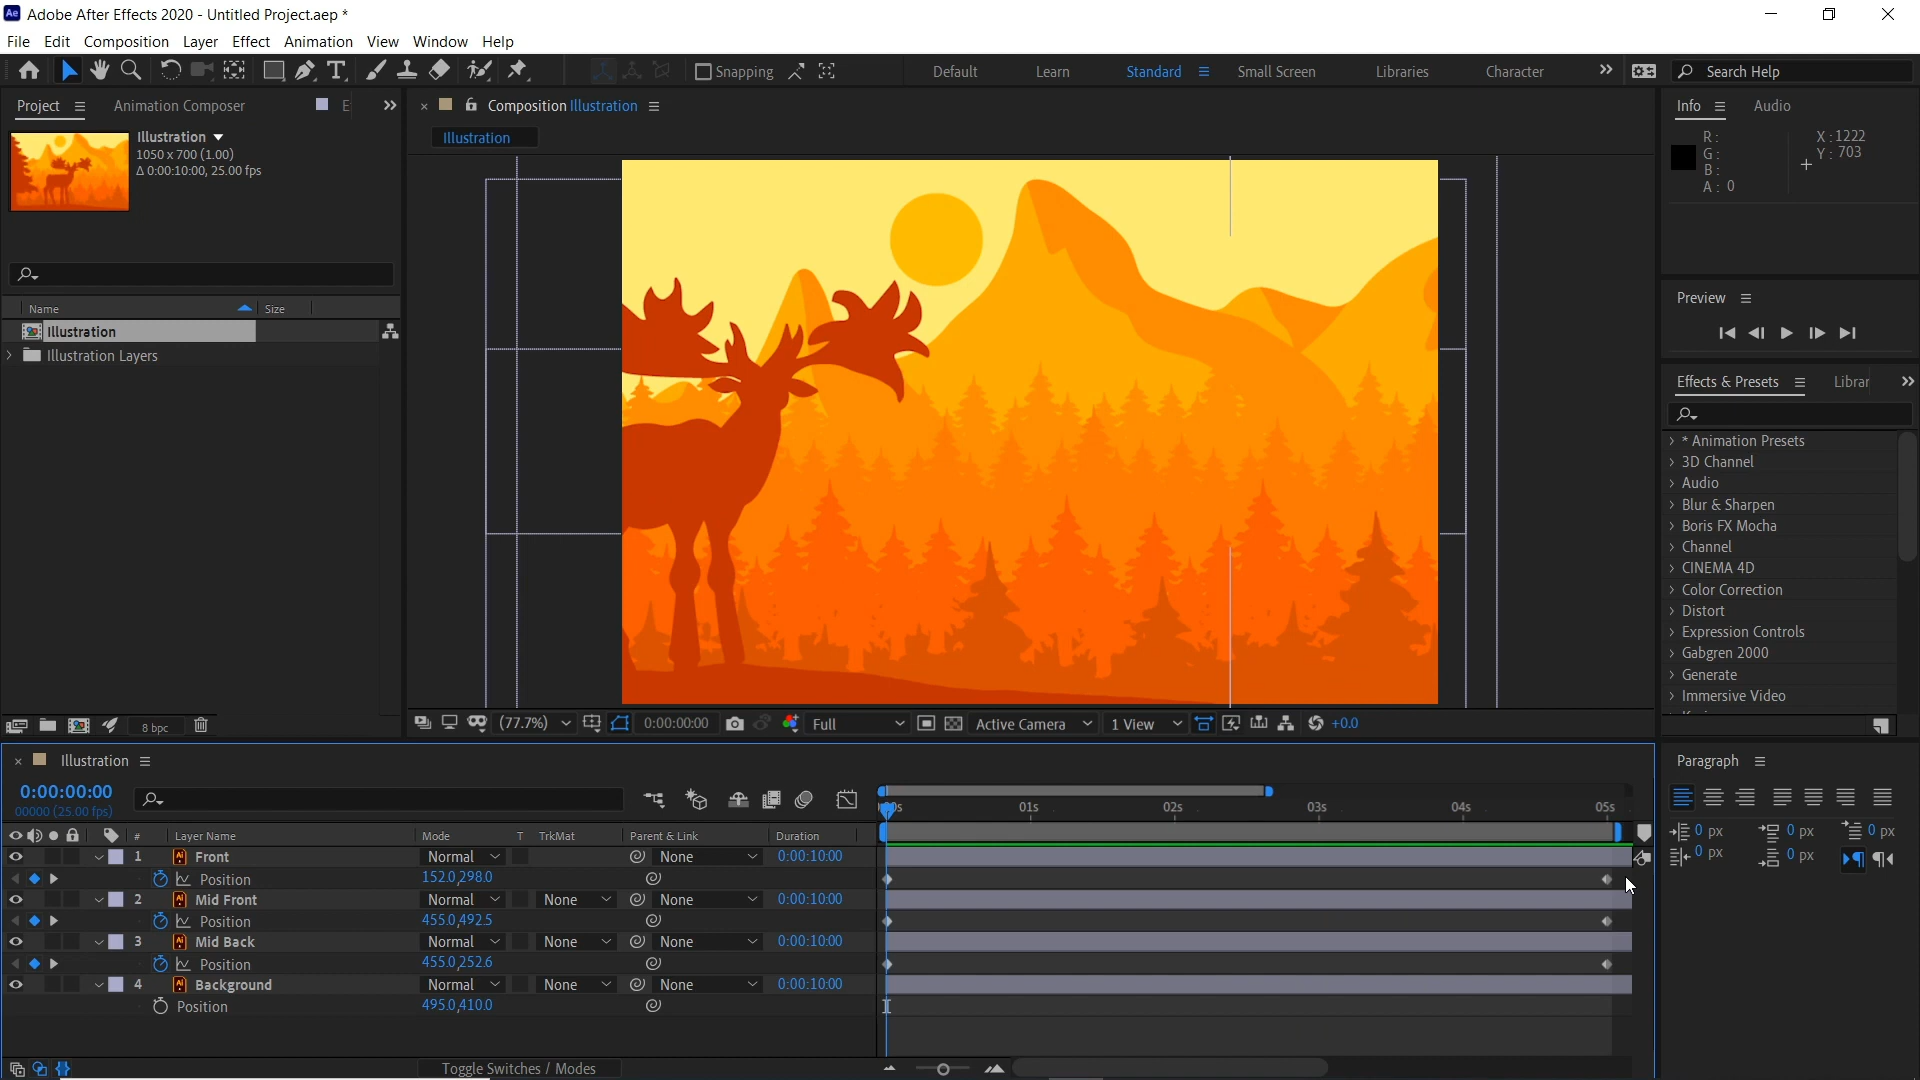 Ae Adobe After Effects 2020 - Untitled Project.aep *
File Edit Composition Layer Effect Animation View Window Help
Snapping Default Learn Standard Small Screen Libraries Character Search Help
Project Animation Composer E
Composition Illustration
Info Audio
Illustration
1050 x 700 (1.00)
Δ 0:00:10:00, 25.00 fps
Illustration
R: X: 1222
G: Y: 703
B:
A: 0
Name Size
Illustration
Illustration Layers
Preview
Effects & Presets Librar
* Animation Presets
3D Channel
Audio
Blur & Sharpen
Boris FX Mocha
Channel
CINEMA 4D
Color Correction
Distort
Expression Controls
Gabgren 2000
Generate
Immersive Video
8 bpc
(77.7%) 0:00:00:00 Full Active Camera 1 View +0.0
Illustration
0:00:00:00
00000 (25.00 fps)
01s 02s 03s 04s 05s
# Layer Name Mode T TrkMat Parent & Link Duration
1 Front Normal None 0:00:10:00
Position 152.0,298.0
2 Mid Front Normal None None 0:00:10:00
Position 455.0,492.5
3 Mid Back Normal None None 0:00:10:00
Position 455.0,252.6
4 Background Normal None None 0:00:10:00
Position 495.0,410.0
Toggle Switches / Modes
Paragraph
0 px 0 px 0 px
0 px 0 px